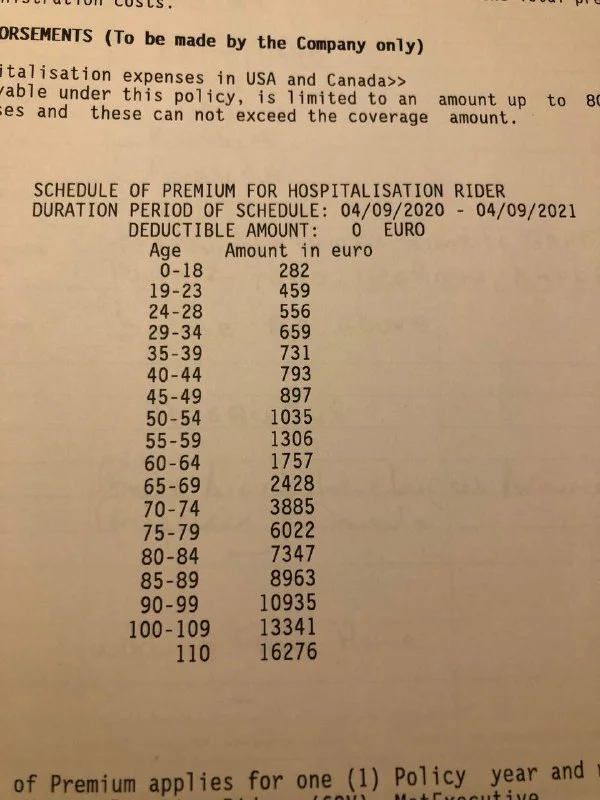 costs.
ORSEMENTS (To be made by the Company only)
italisation expenses in USA and Canada>>
yable under this policy, is limited to an amount up to 80
ses and these can not exceed the coverage amount.
SCHEDULE OF PREMIUM FOR HOSPITALISATION RIDER
DURATION PERIOD OF SCHEDULE: 04/09/2020 - 04/09/2021
DEDUCTIBLE AMOUNT: 0 EURO
Age Amount in euro
0-18 282
19-23 459
24-28 556
29-34 659
35-39 731
40-44 793
45-49 897
50-54 1035
55-59 1306
60-64 1757
65-69 2428
70-74 3885
75-79 6022
80-84 7347
85-89 8963
90-99 10935
100-109 13341
110 16276
of Premium applies for one (1) Policy year and